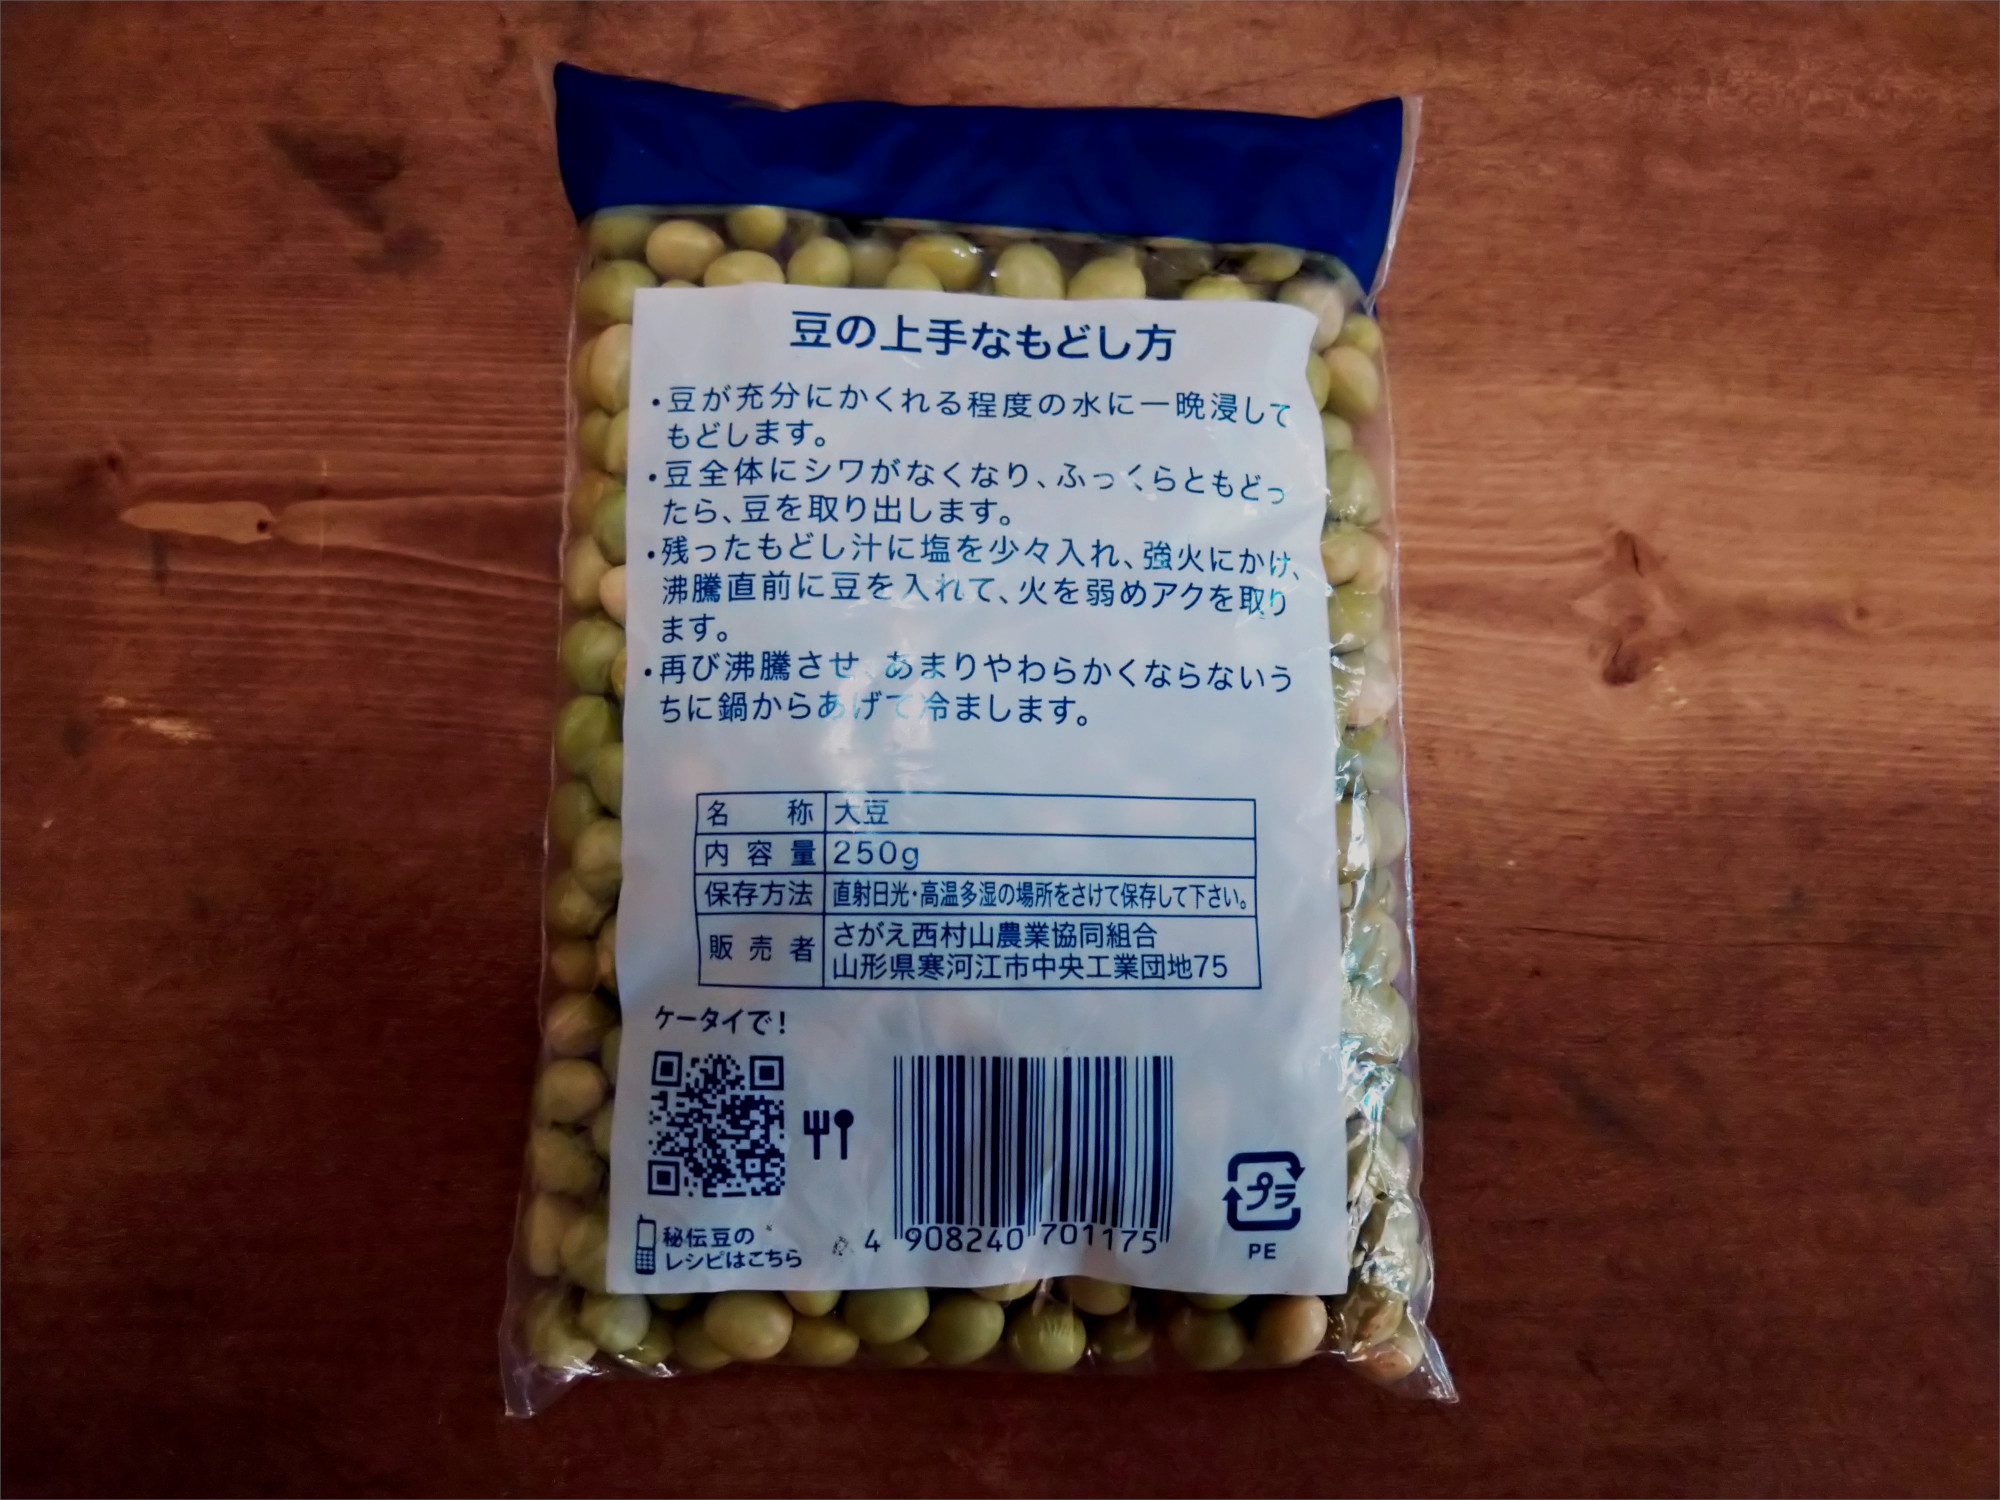 豆の上手なもどし方
・豆が充分にかくれる程度の水に一晩浸して
もどします。
・豆全体にシワがなくなり、ふっくらともどっ
たら、豆を取り出します。
・残ったもどし汁に塩を少々入れ、強火にかけ、
沸騰直前に豆を入れて、火を弱めアクを取り
ます。
・再び沸騰させ、あまりやわらかくならないう
ちに鍋からあげて冷まします。
名称 大豆
内容量 250g
保存方法 直射日光・高温多湿の場所をさけて保存して下さい。
販売者 さがえ西村山農業協同組合
山形県寒河江市中央工業団地75
ケータイで!
秘伝豆の
レシピはこちら
4 908240 701175
プラ
PE